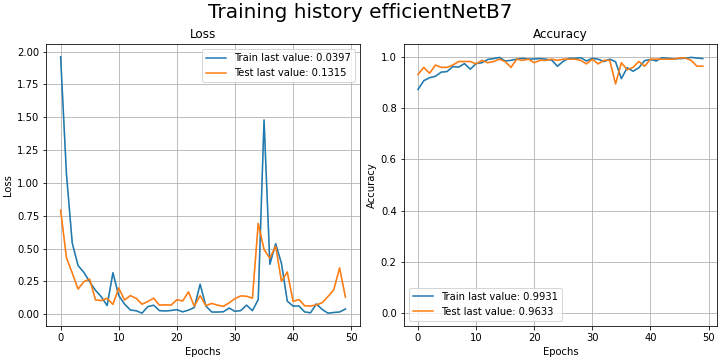 Training history efficientNetB7
Loss
Train last value: 0.0397
Test last value: 0.1315
2.00
1.75
1.50
1.25
1.00
0.75
0.50
0.25
0.00
Loss
0
10
20
30
40
50
Epochs
Accuracy
1.0
0.8
0.6
0.4
0.2
0.0
Accuracy
Train last value: 0.9931
Test last value: 0.9633
0
10
20
30
40
50
Epochs